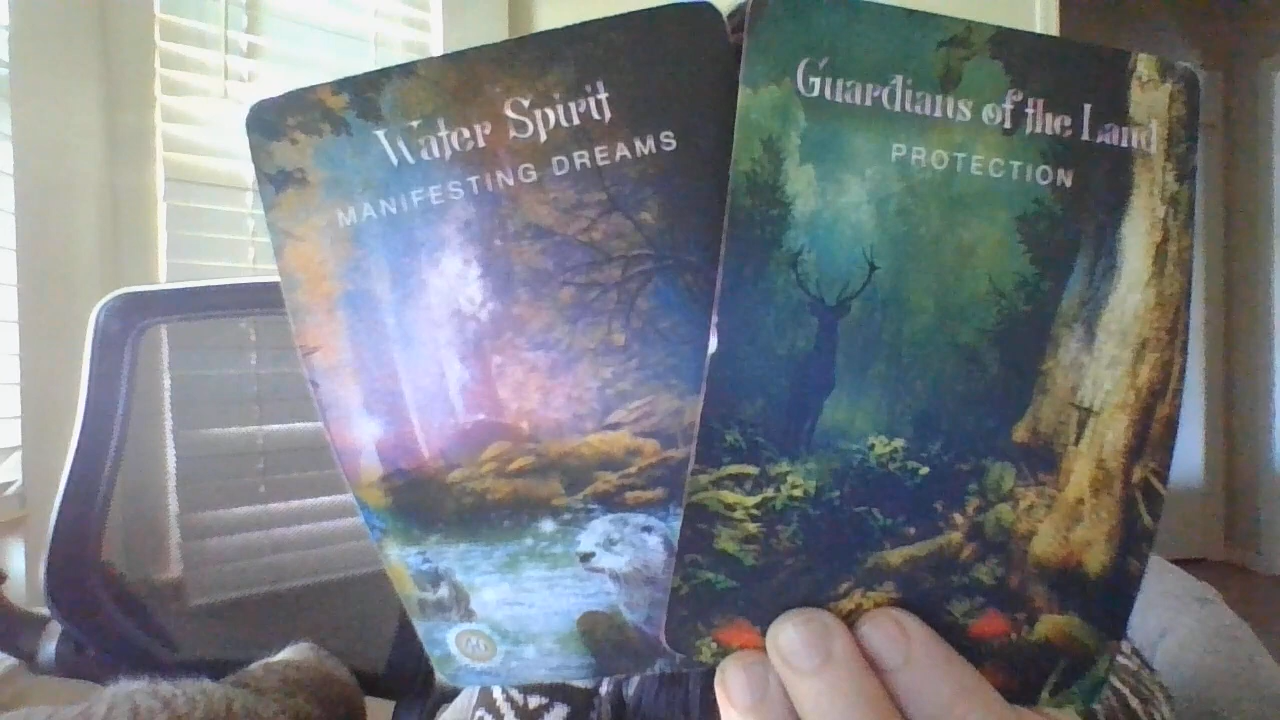 Water Spirit
MANIFESTING DREAMS
Guardians of the Land
PROTECTION